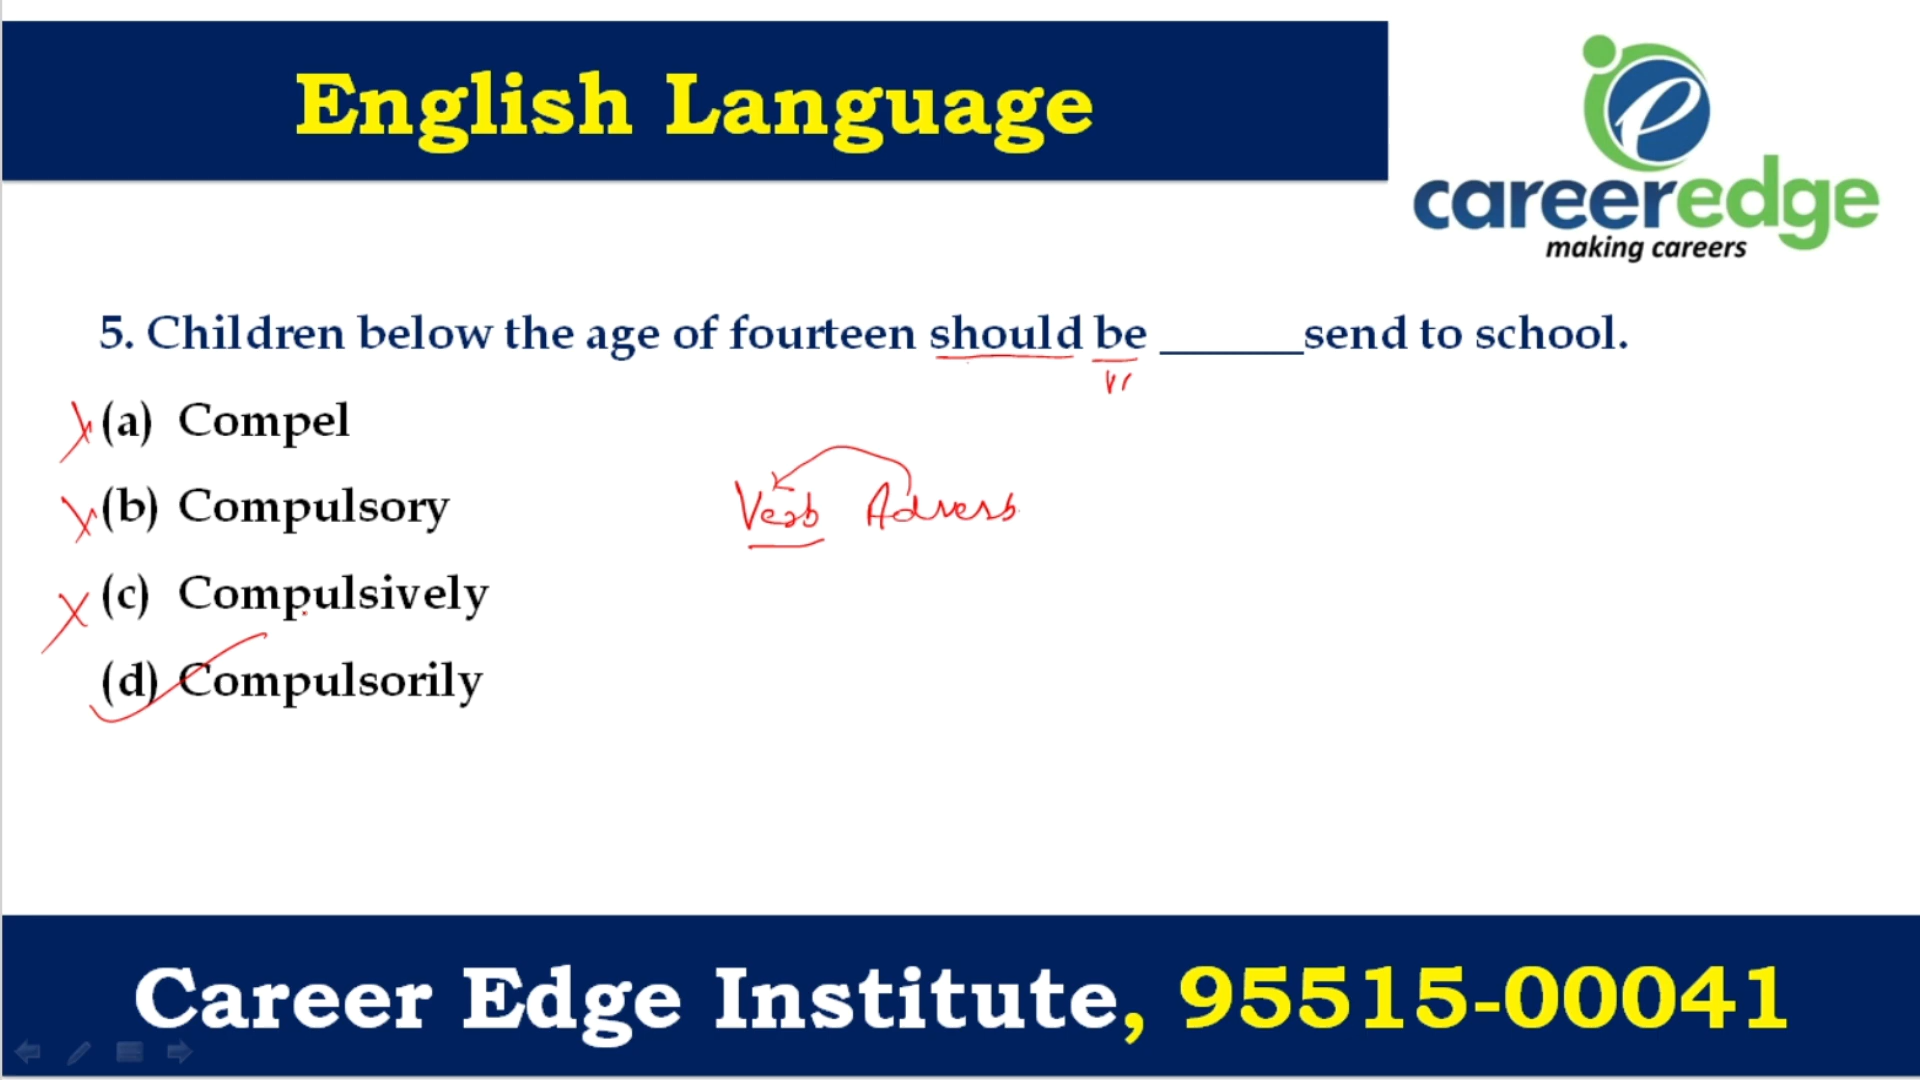 English Language
careeredge
making careers
5. Children below the age of fourteen should be ______send to school.
(a) Compel
(b) Compulsory
Verb Adverb
(c) Compulsively
(d) Compulsorily
Career Edge Institute, 95515-00041